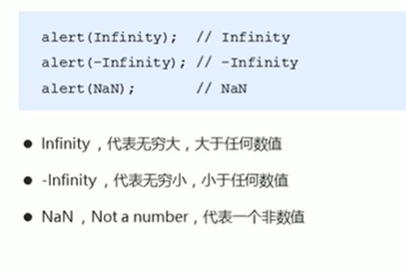 alert(Infinity);  // Infinity
alert(-Infinity); // -Infinity
alert(NaN);       // NaN
● Infinity ，代表无穷大，大于任何数值
● -Infinity ，代表无穷小，小于任何数值
● NaN ，Not a number，代表一个非数值